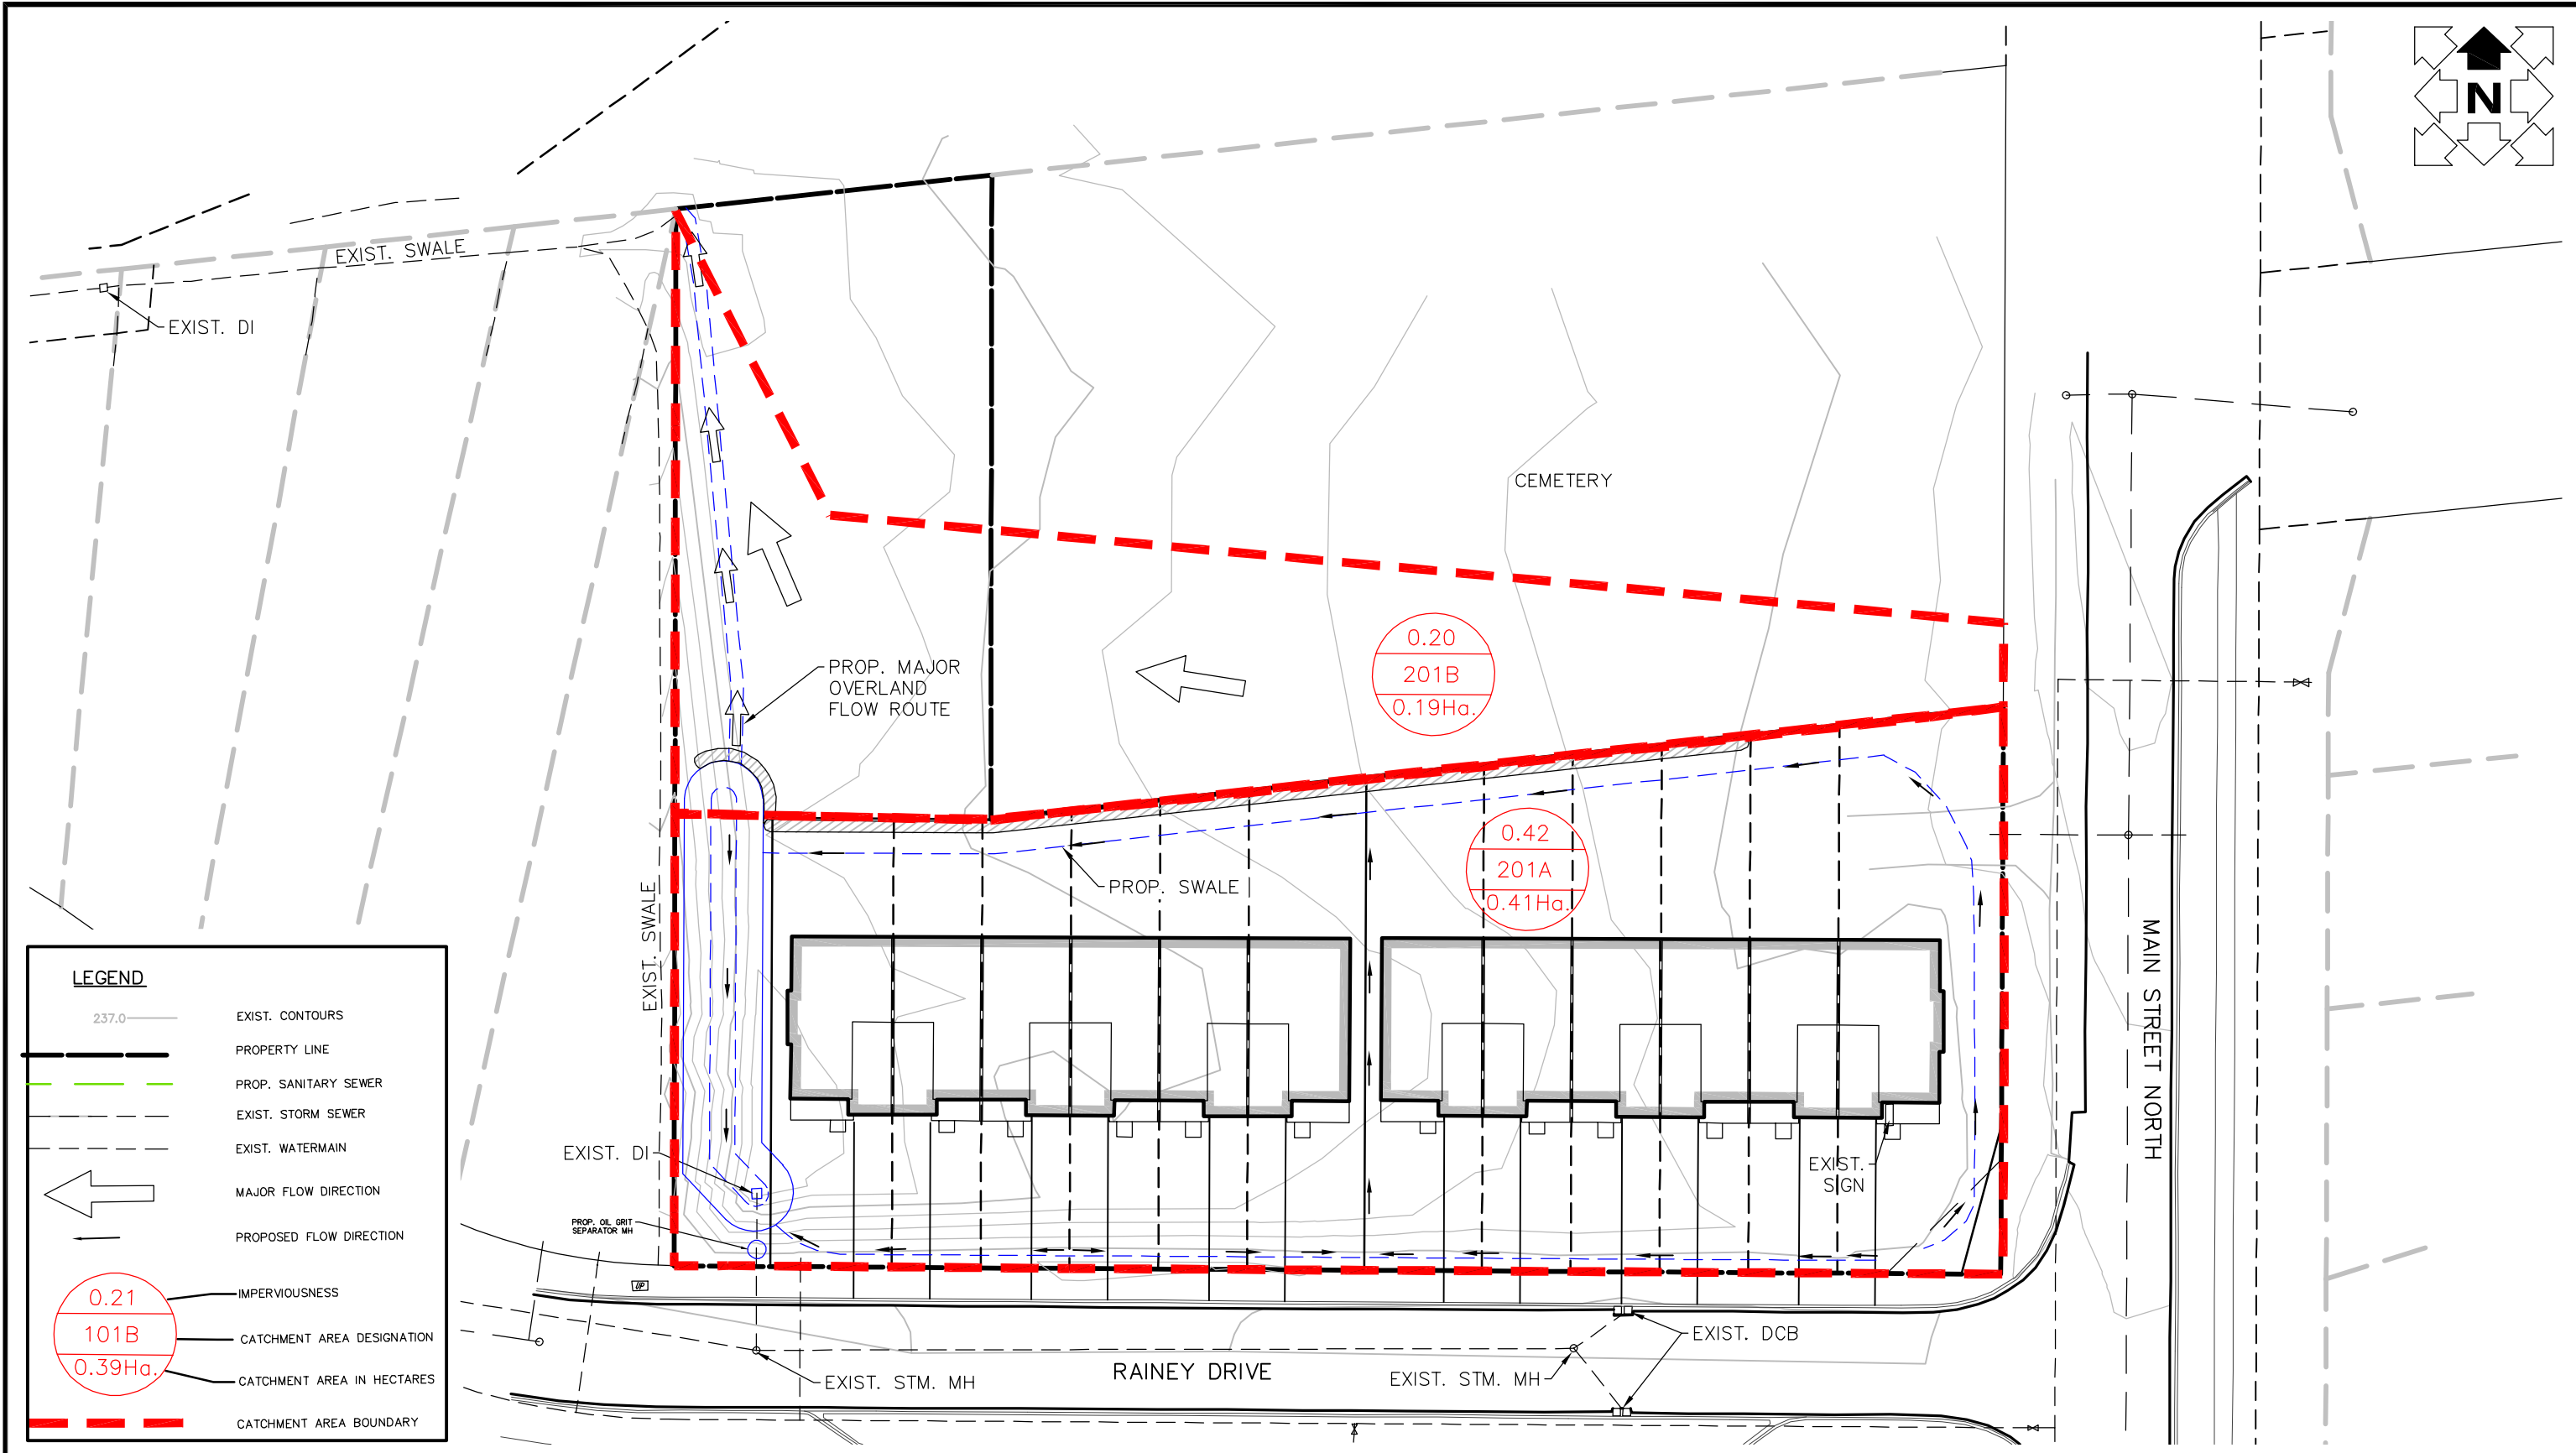 N
EXIST. SWALE
EXIST. DI
CEMETERY
0.20
201B
0.19Ha.
PROP. MAJOR
OVERLAND
FLOW ROUTE
0.42
201A
0.41Ha.
PROP. SWALE
EXIST. SWALE
MAIN STREET NORTH
EXIST. DI
EXIST.
SIGN
PROP. OIL GRIT
SEPARATOR MH
UP
EXIST. DCB
RAINEY DRIVE
EXIST. STM. MH
EXIST. STM. MH
LEGEND
237.0
EXIST. CONTOURS
PROPERTY LINE
PROP. SANITARY SEWER
EXIST. STORM SEWER
EXIST. WATERMAIN
MAJOR FLOW DIRECTION
PROPOSED FLOW DIRECTION
0.21
101B
0.39Ha.
IMPERVIOUSNESS
CATCHMENT AREA DESIGNATION
CATCHMENT AREA IN HECTARES
CATCHMENT AREA BOUNDARY